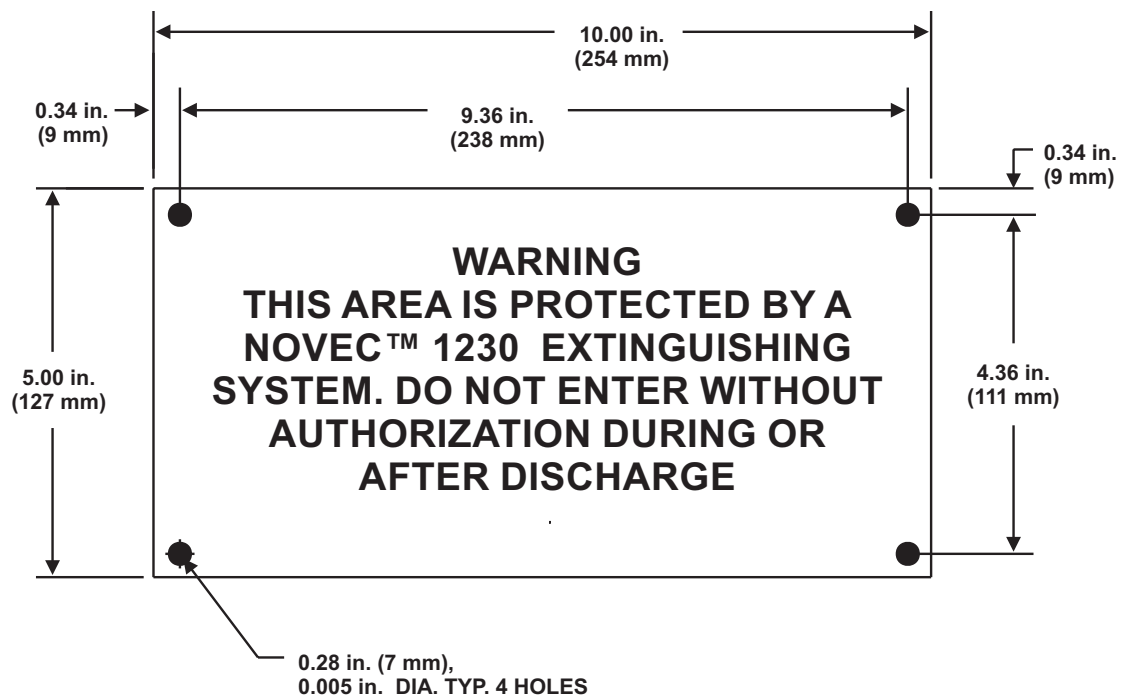 10.00 in.
(254 mm)
0.34 in.
(9 mm)
9.36 in.
(238 mm)
0.34 in.
(9 mm)
WARNING
THIS AREA IS PROTECTED BY A
NOVEC™ 1230 EXTINGUISHING
SYSTEM. DO NOT ENTER WITHOUT
AUTHORIZATION DURING OR
AFTER DISCHARGE
5.00 in.
(127 mm)
4.36 in.
(111 mm)
0.28 in. (7 mm),
0.005 in. DIA. TYP. 4 HOLES